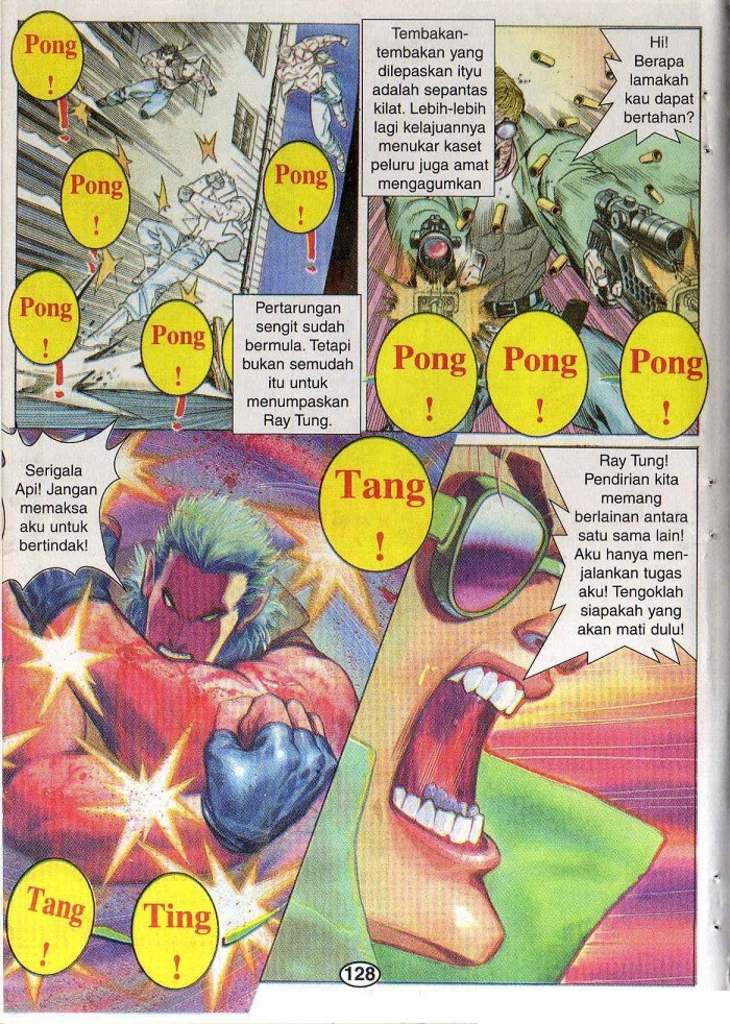 Pong
!
Pong
!
Pong
!
Pong
!
Pong
!
Pertarungan
sengit sudah
bermula. Tetapi
bukan semudah
itu untuk
menumpaskan
Ray Tung.
Tembakan-
tembakan yang
dilepaskan ityu
adalah sepantas
kilat. Lebih-lebih
lagi kelajuannya
menukar kaset
peluru juga amat
mengagumkan
Hi!
Berapa
lamakah
kau dapat
bertahan?
Pong
!
Pong
!
Pong
!
Serigala
Api! Jangan
memaksa
aku untuk
bertindak!
Tang
!
Ray Tung!
Pendirian kita
memang
berlainan antara
satu sama lain!
Aku hanya men-
jalankan tugas
aku! Tengoklah
siapakah yang
akan mati dulu!
Tang
!
Ting
!
128